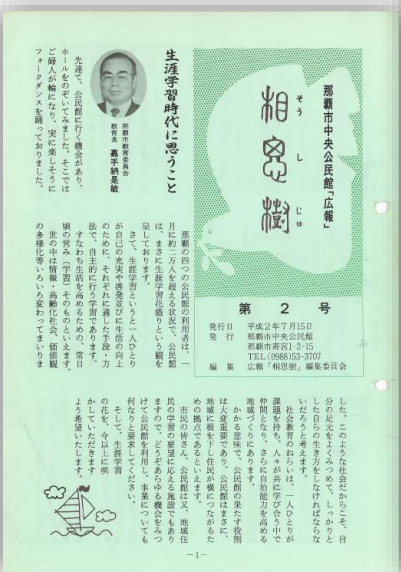 那覇市中央公民館「広報」
相思樹
そうしじゅ
第2号
発行日 平成2年7月15日
発行 那覇市中央公民館
那覇市寄宮1-2-15
TEL(0988)53-3707
編集 広報「相思樹」編集委員会
生涯学習時代に思うこと
那覇市教育委員会
教育長 嘉手納是敏
先達て、公民館に行く機会があり、
ホールをのぞいてみました。そこでは
ご婦人が輪になり、実に楽しそうに
フォークダンスを踊っておりました。
那覇の四つの公民館の利用者は、一
月に約二万人を超える状況で、公民館
は、まさに生涯学習花盛りという観を
呈しております。
さて、生涯学習というと一人ひとり
が自己の充実や啓発並びに生活の向上
のために、それぞれに適した手段・方
法で、自主的に行う学習であります。
すなわち生活を高めるための、常日
頃の営み(学習)そのものといえます。
世の中は情報・高齢化社会、価値観
の多様化等いろいろ変わってまいりま
した。このような社会だからこそ、自
分の足元をよくみつめて、しっかりと
した自らの生き方をしなければならな
いだろうと考えます。
社会教育のねらいは、一人ひとりが
課題を持ち、人々が共に学び合う中で
仲間となり、さらに自治能力を高める
地域づくりにあります。
かかる意味で、公民館の果たす役割
は大変重要であり、公民館はまさに、
地域に根を下し住民が横につながるた
めの拠点であるといえます。
市民の皆さん、公民館は又、地域住
民の学習の要望に応える施設でもあり
ますので、どうぞあらゆる機会をみつ
けて公民館を利用し、事業についても
何なりと要求してください。
そして、生涯学習
の花を、今以上に咲
かしていただきます
よう希望いたします。
−1−